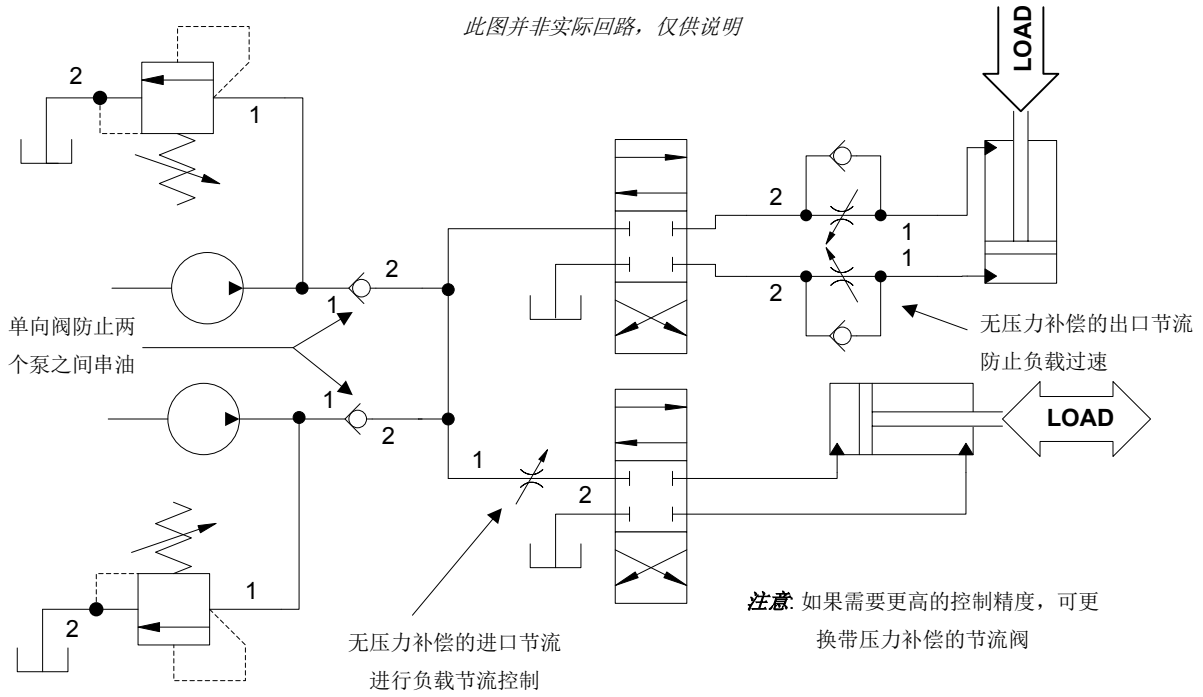 此图并非实际回路，仅供说明
LOAD
2
1
2
1
2
1
1
2
单向阀防止两
个泵之间串油
无压力补偿的出口节流
防止负载过速
1
2
LOAD
1
2
1
2
注意: 如果需要更高的控制精度，可更
换带压力补偿的节流阀
无压力补偿的进口节流
进行负载节流控制